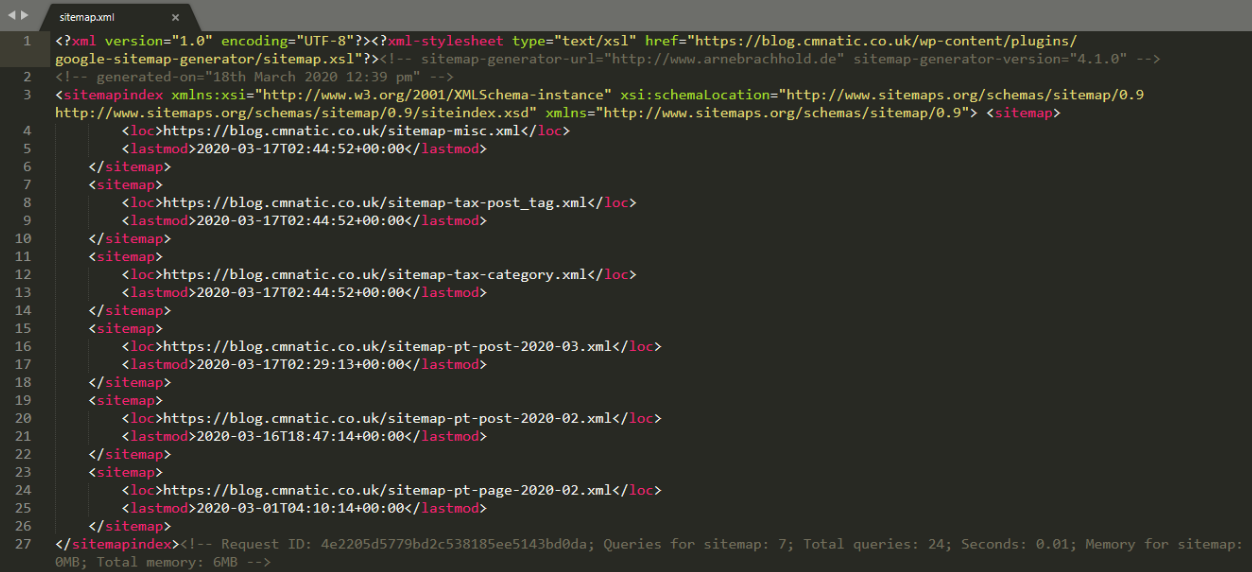 sitemap.xml ×
1 <?xml version="1.0" encoding="UTF-8"?><?xml-stylesheet type="text/xsl" href="https://blog.cmnatic.co.uk/wp-content/plugins/
google-sitemap-generator/sitemap.xsl"?><!-- sitemap-generator-url="http://www.arnebrachhold.de" sitemap-generator-version="4.1.0" -->
2 <!-- generated-on="18th March 2020 12:39 pm" -->
3 <sitemapindex xmlns:xsi="http://www.w3.org/2001/XMLSchema-instance" xsi:schemaLocation="http://www.sitemaps.org/schemas/sitemap/0.9
http://www.sitemaps.org/schemas/sitemap/0.9/siteindex.xsd" xmlns="http://www.sitemaps.org/schemas/sitemap/0.9"> <sitemap>
4 <loc>https://blog.cmnatic.co.uk/sitemap-misc.xml</loc>
5 <lastmod>2020-03-17T02:44:52+00:00</lastmod>
6 </sitemap>
7 <sitemap>
8 <loc>https://blog.cmnatic.co.uk/sitemap-tax-post_tag.xml</loc>
9 <lastmod>2020-03-17T02:44:52+00:00</lastmod>
10 </sitemap>
11 <sitemap>
12 <loc>https://blog.cmnatic.co.uk/sitemap-tax-category.xml</loc>
13 <lastmod>2020-03-17T02:44:52+00:00</lastmod>
14 </sitemap>
15 <sitemap>
16 <loc>https://blog.cmnatic.co.uk/sitemap-pt-post-2020-03.xml</loc>
17 <lastmod>2020-03-17T02:29:13+00:00</lastmod>
18 </sitemap>
19 <sitemap>
20 <loc>https://blog.cmnatic.co.uk/sitemap-pt-post-2020-02.xml</loc>
21 <lastmod>2020-03-16T18:47:14+00:00</lastmod>
22 </sitemap>
23 <sitemap>
24 <loc>https://blog.cmnatic.co.uk/sitemap-pt-page-2020-02.xml</loc>
25 <lastmod>2020-03-01T04:10:14+00:00</lastmod>
26 </sitemap>
27 </sitemapindex><!-- Request ID: 4e2205d5779bd2c538185ee5143bd0da; Queries for sitemap: 7; Total queries: 24; Seconds: 0.01; Memory for sitemap:
0MB; Total memory: 6MB -->